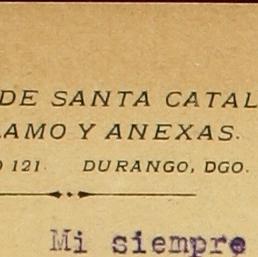 DE SANTA CATAL
LAMO Y ANEXAS.
O 121. DURANGO, DGO.
Mi siempre